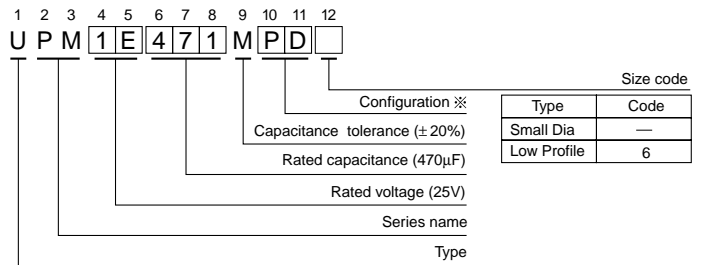 1 2 3 4 5 6 7 8 9 10 11 12
U P M 1 E 4 7 1 M P D
Size code
Configuration ※
Type Code
Capacitance tolerance (±20%)
Small Dia —
Rated capacitance (470μF)
Low Profile 6
Rated voltage (25V)
Series name
Type